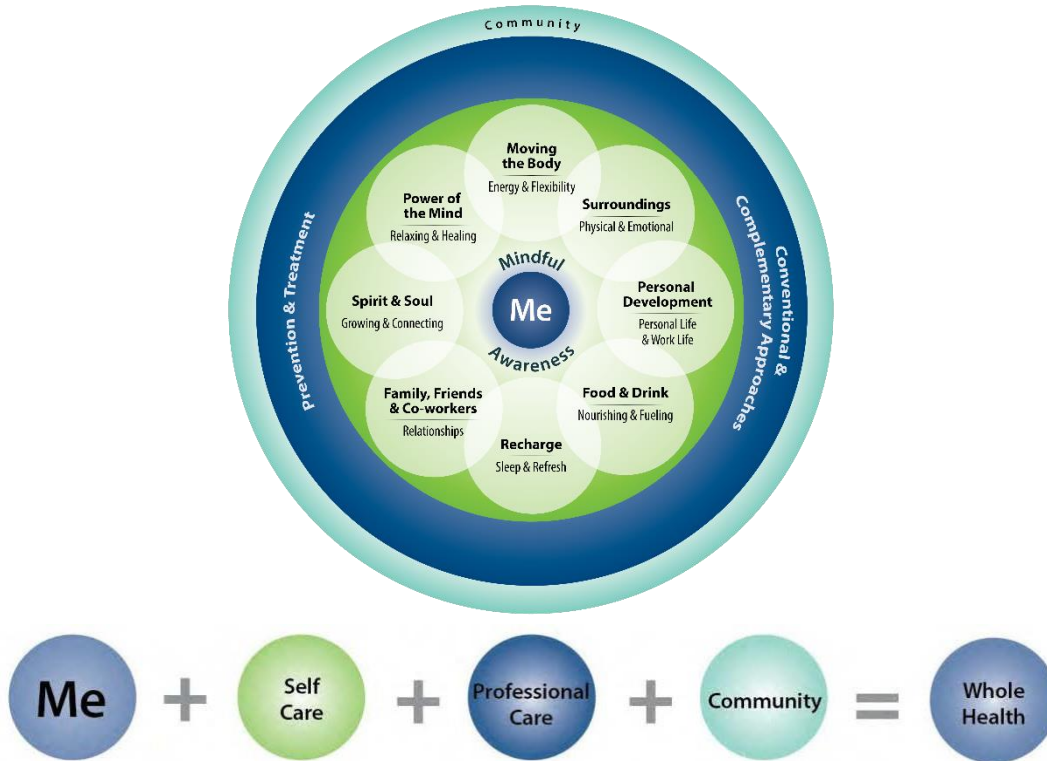 Community
Prevention & Treatment
Conventional &
Complementary Approaches
Moving
the Body
Energy & Flexibility
Surroundings
Physical & Emotional
Personal
Development
Personal Life
& Work Life
Food & Drink
Nourishing & Fueling
Recharge
Sleep & Refresh
Family, Friends
& Co-workers
Relationships
Spirit & Soul
Growing & Connecting
Power of
the Mind
Relaxing & Healing
Mindful
Me
Awareness
Me
+
Self
Care
+
Professional
Care
+
Community
=
Whole
Health